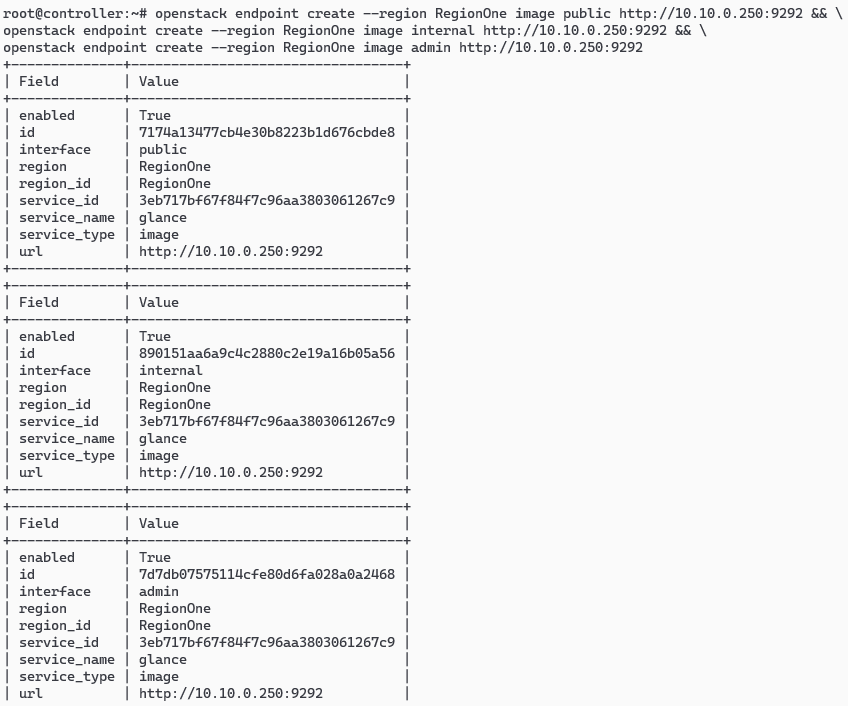 root@controller:~# openstack endpoint create --region RegionOne image public http://10.10.0.250:9292 && \
openstack endpoint create --region RegionOne image internal http://10.10.0.250:9292 && \
openstack endpoint create --region RegionOne image admin http://10.10.0.250:9292
+--------------+----------------------------------+
| Field        | Value                            |
+--------------+----------------------------------+
| enabled      | True                             |
| id           | 7174a13477cb4e30b8223b1d676cbde8 |
| interface    | public                           |
| region       | RegionOne                        |
| region_id    | RegionOne                        |
| service_id   | 3eb717bf67f84f7c96aa3803061267c9 |
| service_name | glance                           |
| service_type | image                            |
| url          | http://10.10.0.250:9292          |
+--------------+----------------------------------+
+--------------+----------------------------------+
| Field        | Value                            |
+--------------+----------------------------------+
| enabled      | True                             |
| id           | 890151aa6a9c4c2880c2e19a16b05a56 |
| interface    | internal                         |
| region       | RegionOne                        |
| region_id    | RegionOne                        |
| service_id   | 3eb717bf67f84f7c96aa3803061267c9 |
| service_name | glance                           |
| service_type | image                            |
| url          | http://10.10.0.250:9292          |
+--------------+----------------------------------+
+--------------+----------------------------------+
| Field        | Value                            |
+--------------+----------------------------------+
| enabled      | True                             |
| id           | 7d7db07575114cfe80d6fa028a0a2468 |
| interface    | admin                            |
| region       | RegionOne                        |
| region_id    | RegionOne                        |
| service_id   | 3eb717bf67f84f7c96aa3803061267c9 |
| service_name | glance                           |
| service_type | image                            |
| url          | http://10.10.0.250:9292          |